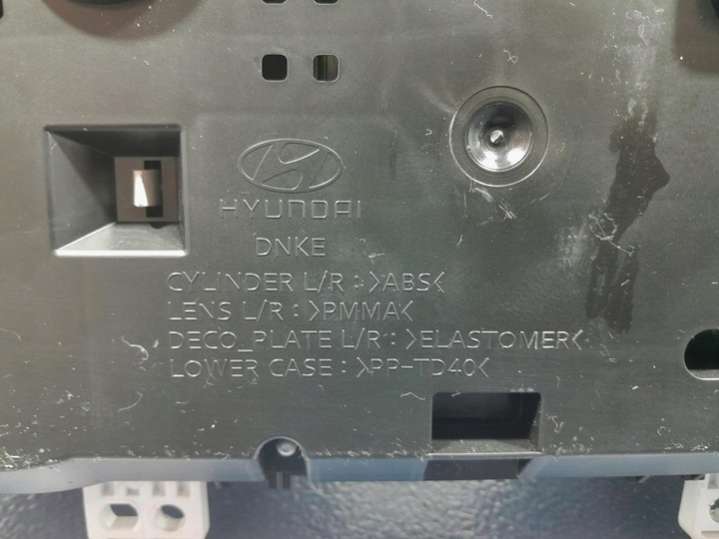 HYUNDAI
DNKE
CYLINDER L/R : >ABS<
LENS L/R : >PMMA<
DECO_PLATE L/R : >ELASTOMER<
LOWER CASE : >PP-TD40<